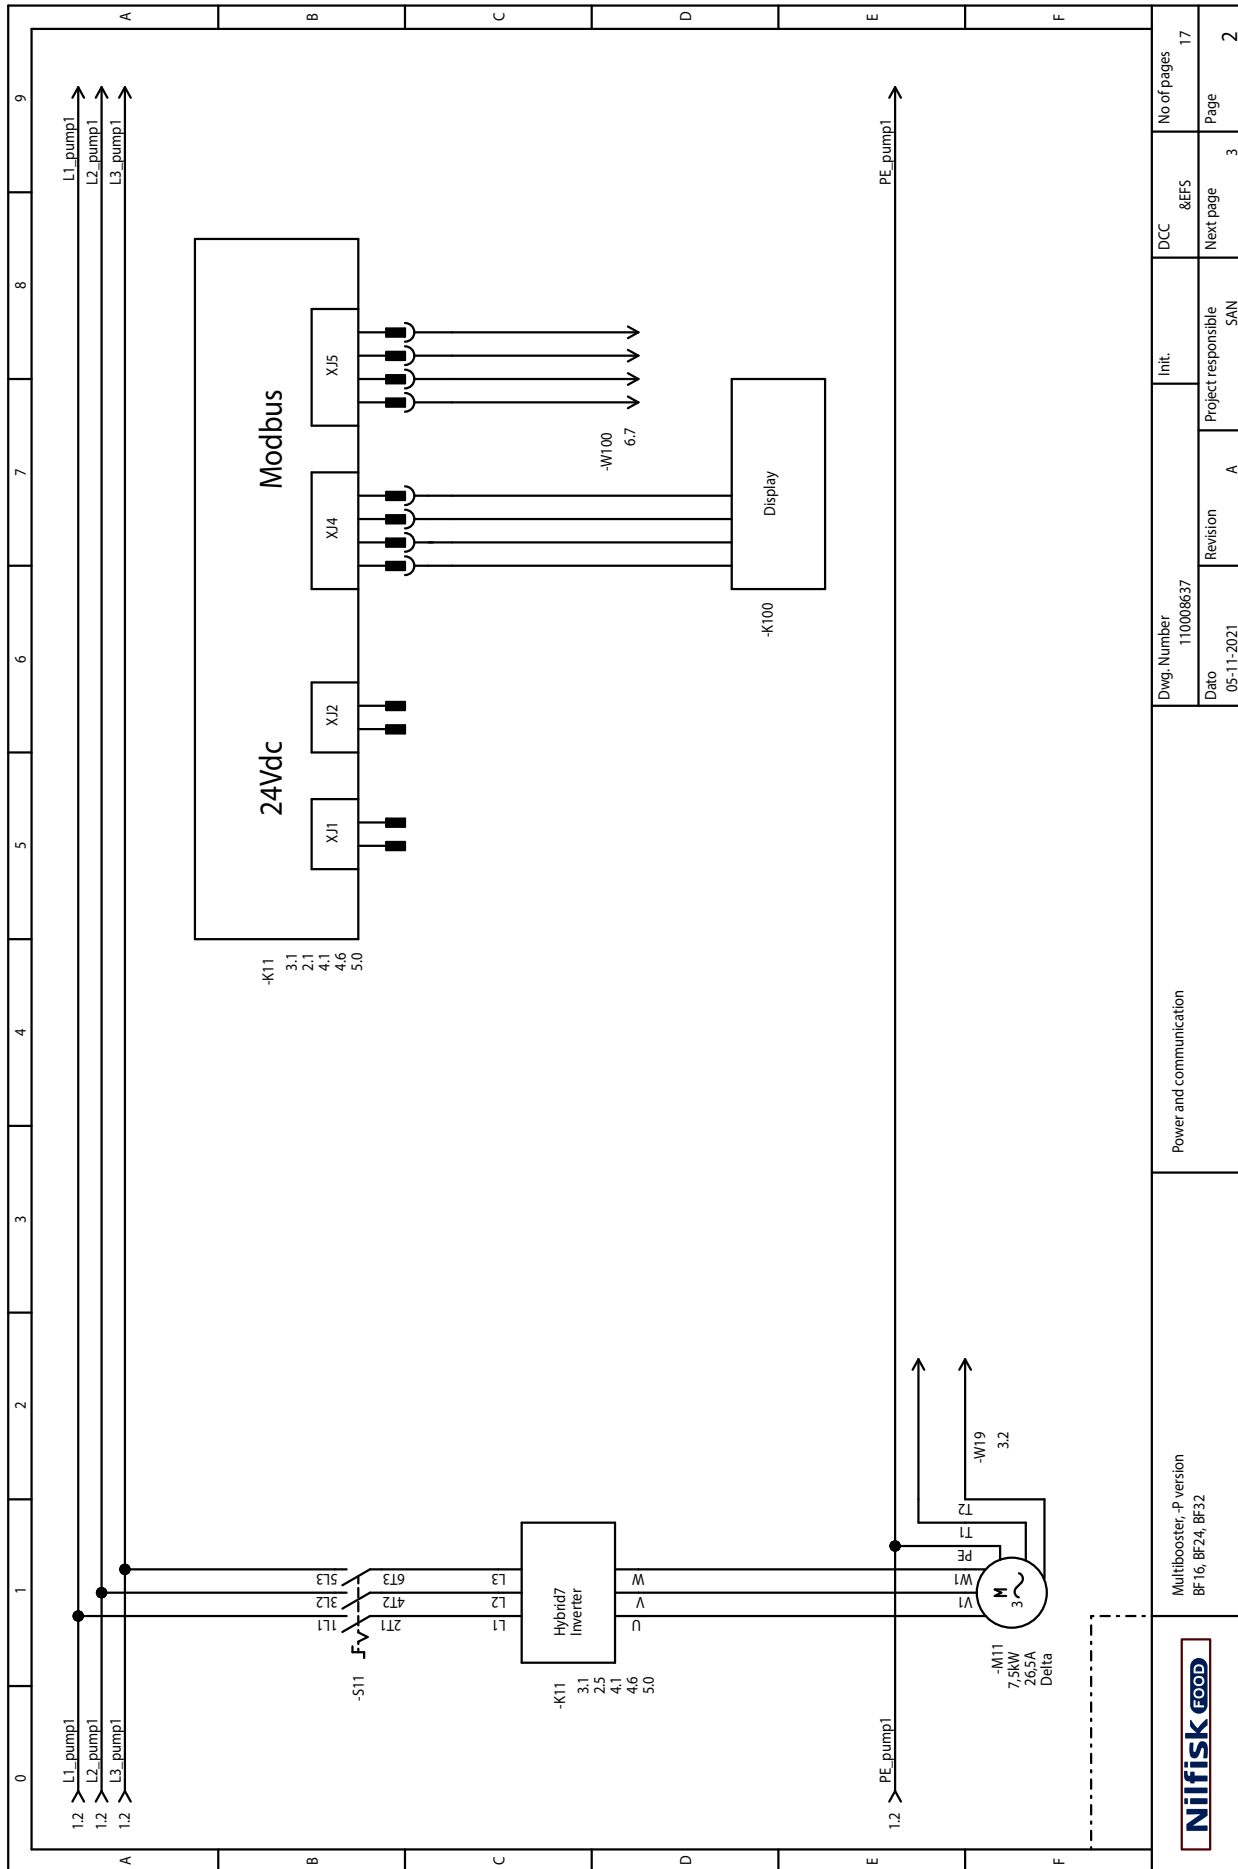 0 1 2 3 4 5 6 7 8 9
A A
B B
C C
D D
E E
F F
1.2 L1_pump1 L1_pump1
1.2 L2_pump1 L2_pump1
1.2 L3_pump1 L3_pump1
-S11
1L1 3L2 5L3
2T1 4T2 6T3
L1 L2 L3
-K11
3.1
2.5
4.1
4.6
5.0
Hybrid7
Inverter
U V W
-K11
3.1
2.1
4.1
4.6
5.0
24Vdc Modbus
XJ1 XJ2 XJ4 XJ5
-W100
6.7
-K100
Display
1.2 PE_pump1 PE_pump1
V1 W1 PE T1 T2
-W19
3.2
-M11
7,5kW
26,5A
Delta
M
3
Nilfisk FOOD
Multibooster, -P version
BF16, BF24, BF32
Power and communication
Dwg. Number
110008637
Init.
DCC
&EFS
No of pages
17
Dato
05-11-2021
Revision
A
Project responsible
SAN
Next page
3
Page
2